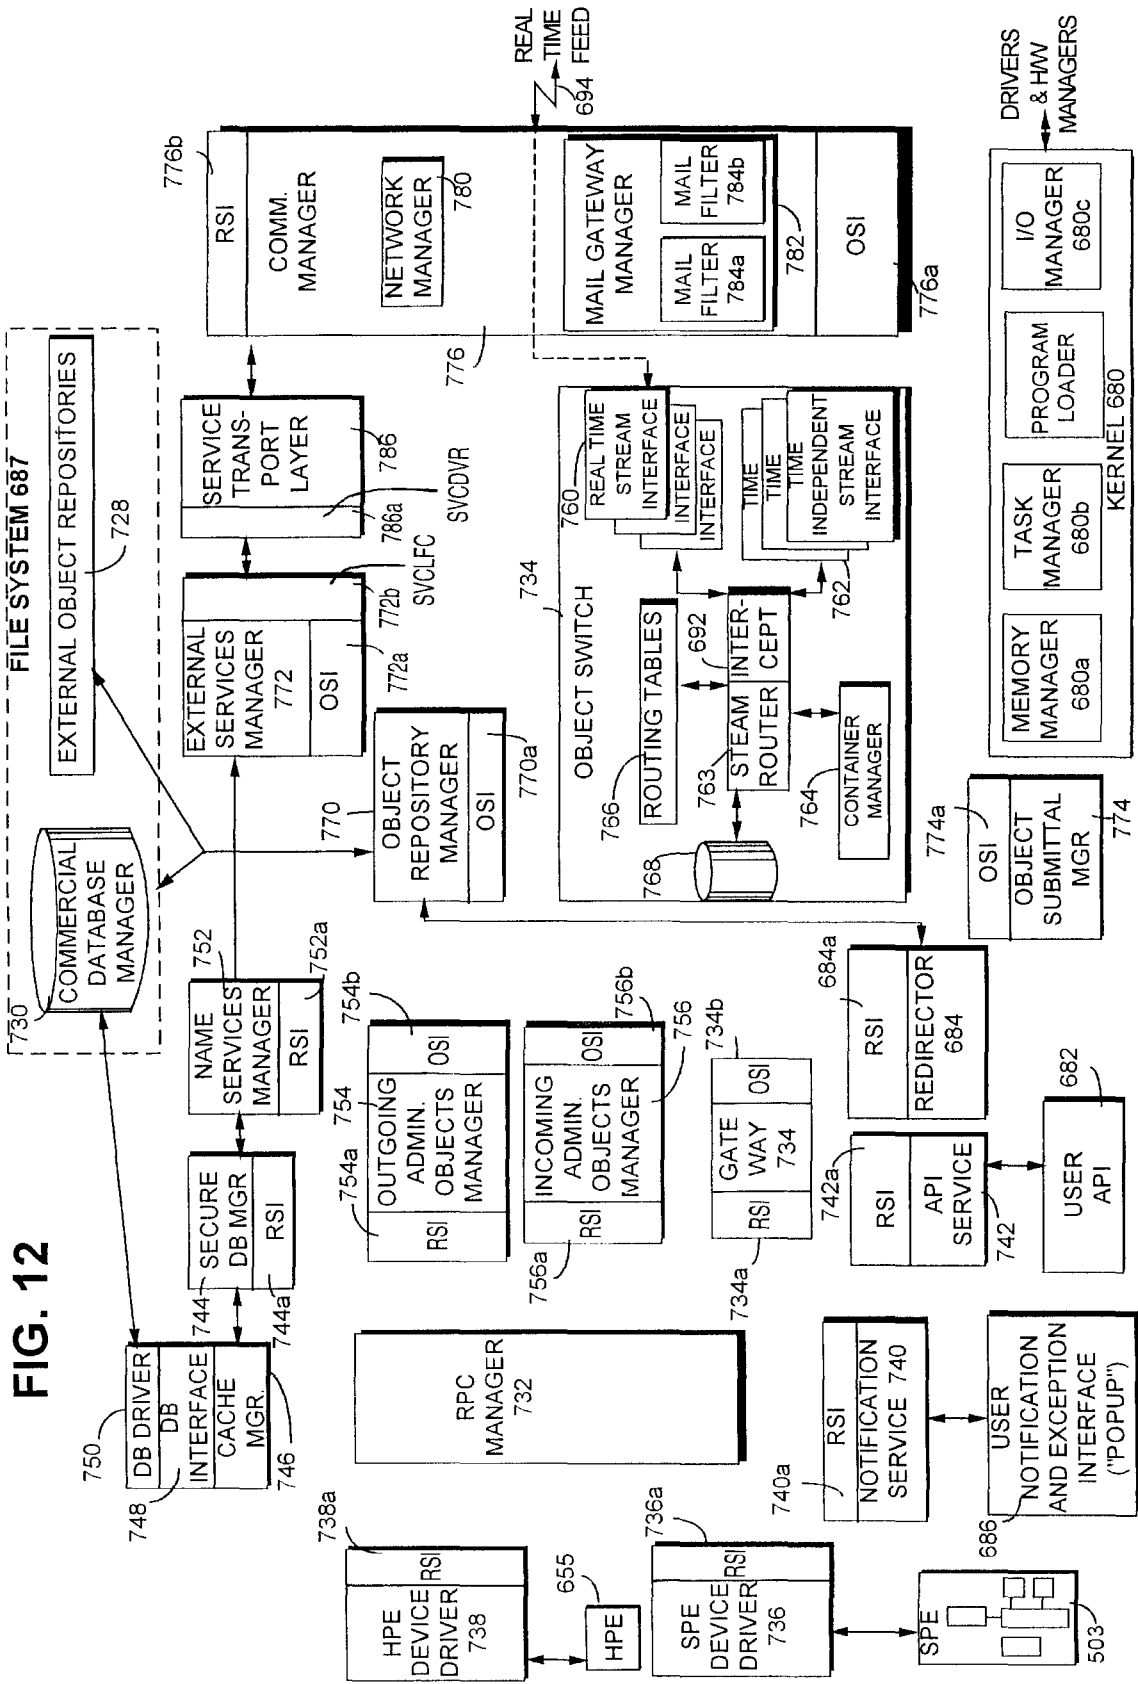 FIG. 12
FILE SYSTEM 687
730
COMMERCIAL
DATABASE
MANAGER
EXTERNAL OBJECT REPOSITORIES
728
750
DB DRIVER
748
DB
INTERFACE
CACHE
MGR.
746
744
SECURE
DB MGR
RSI
744a
NAME
SERVICES
MANAGER
752
RSI
752a
EXTERNAL
SERVICES
MANAGER
772
OSI
772a
772b
SVCLFC
SERVICE
TRANS-
PORT
LAYER
786
786a
SVCDVR
776b
RSI
COMM.
MANAGER
NETWORK
MANAGER
780
776
MAIL GATEWAY
MANAGER
MAIL
FILTER
784a
MAIL
FILTER
784b
782
OSI
776a
REAL
TIME
FEED
694
738a
HPE
DEVICE
DRIVER
738
RSI
655
HPE
736a
SPE
DEVICE
DRIVER
736
RSI
SPE
503
RPC
MANAGER
732
754a
754
754b
RSI
OUTGOING
ADMIN.
OBJECTS
MANAGER
OSI
756a
RSI
INCOMING
ADMIN.
OBJECTS
MANAGER
OSI
756b
756
734a
RSI
GATE
WAY
734
OSI
734b
770
OBJECT
REPOSITORY
MANAGER
OSI
770a
734
OBJECT SWITCH
766
ROUTING TABLES
768
763
STEAM
ROUTER
692
INTER-
CEPT
764
CONTAINER
MANAGER
760
REAL TIME
STREAM
INTERFACE
INTERFACE
INTERFACE
TIME
TIME
TIME
INDEPENDENT
STREAM
INTERFACE
762
740a
RSI
NOTIFICATION
SERVICE 740
686
USER
NOTIFICATION
AND EXCEPTION
INTERFACE
("POPUP")
742a
RSI
API
SERVICE
742
USER
API
682
684a
RSI
REDIRECTOR
684
774a
OSI
OBJECT
SUBMITTAL
MGR
774
MEMORY
MANAGER
680a
TASK
MANAGER
680b
PROGRAM
LOADER
I/O
MANAGER
680c
KERNEL 680
DRIVERS
& H/W
MANAGERS